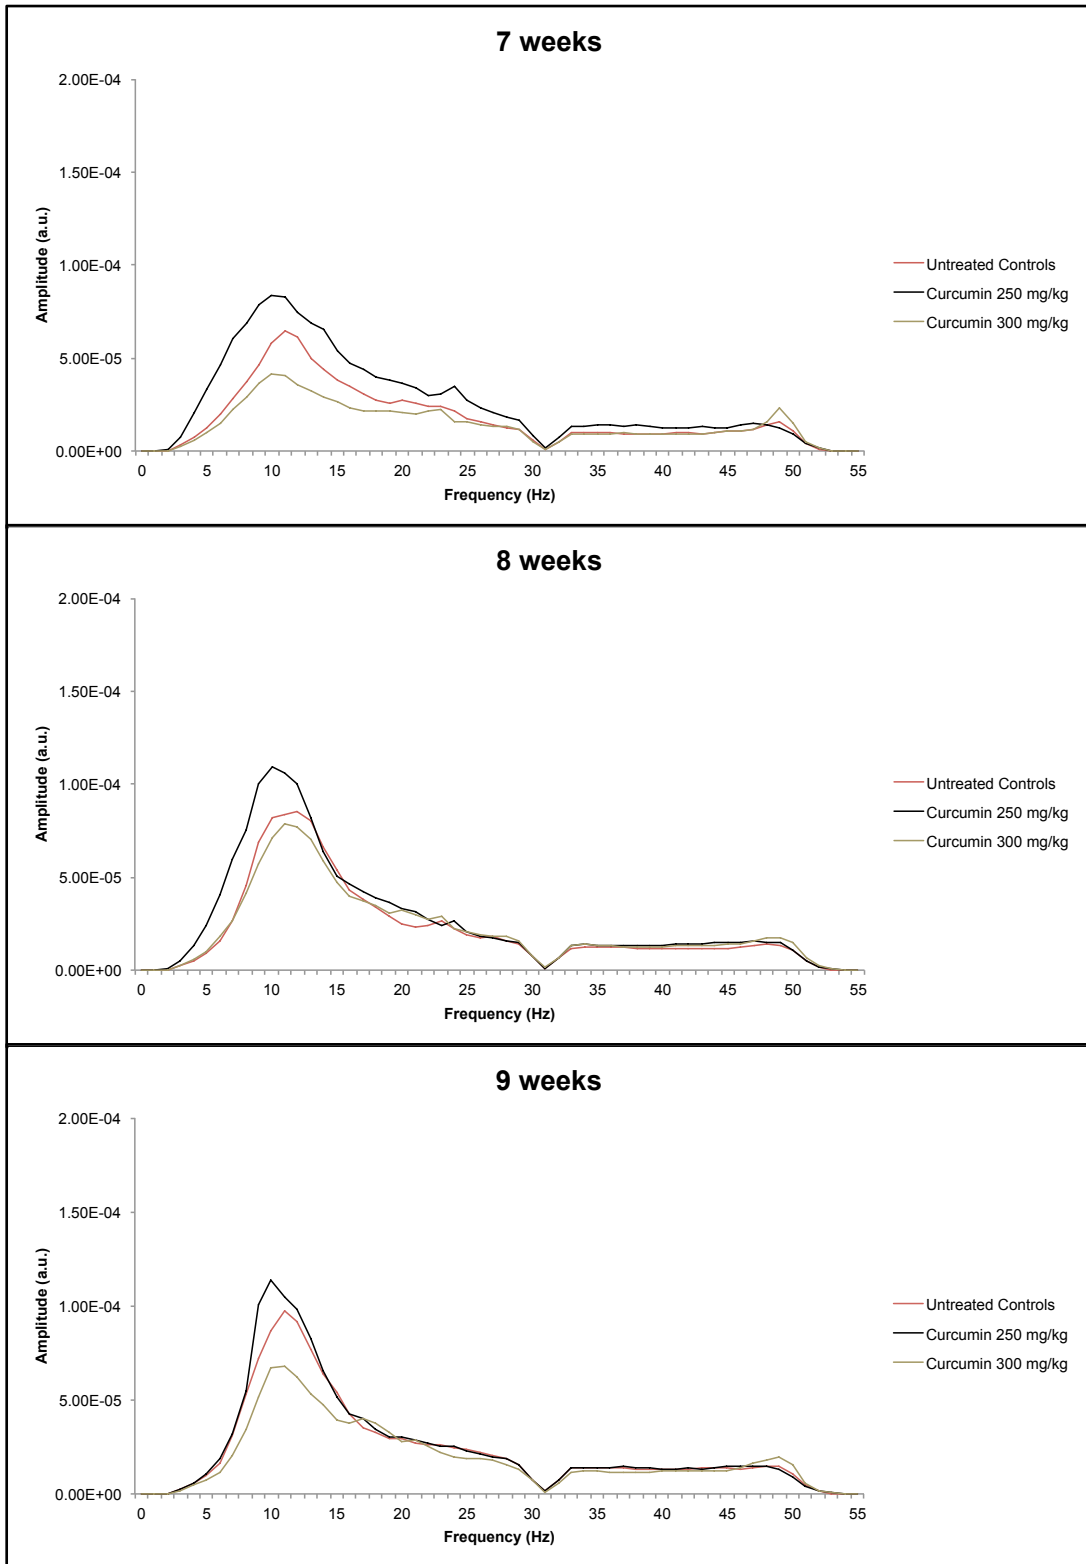 7 weeks
2.00E-04
1.50E-04
1.00E-04
5.00E-05
0.00E+00
Amplitude (a.u.)
0 5 10 15 20 25 30 35 40 45 50 55
Frequency (Hz)
Untreated Controls
Curcumin 250 mg/kg
Curcumin 300 mg/kg
8 weeks
2.00E-04
1.50E-04
1.00E-04
5.00E-05
0.00E+00
Amplitude (a.u.)
0 5 10 15 20 25 30 35 40 45 50 55
Frequency (Hz)
Untreated Controls
Curcumin 250 mg/kg
Curcumin 300 mg/kg
9 weeks
2.00E-04
1.50E-04
1.00E-04
5.00E-05
0.00E+00
Amplitude (a.u.)
0 5 10 15 20 25 30 35 40 45 50 55
Frequency (Hz)
Untreated Controls
Curcumin 250 mg/kg
Curcumin 300 mg/kg